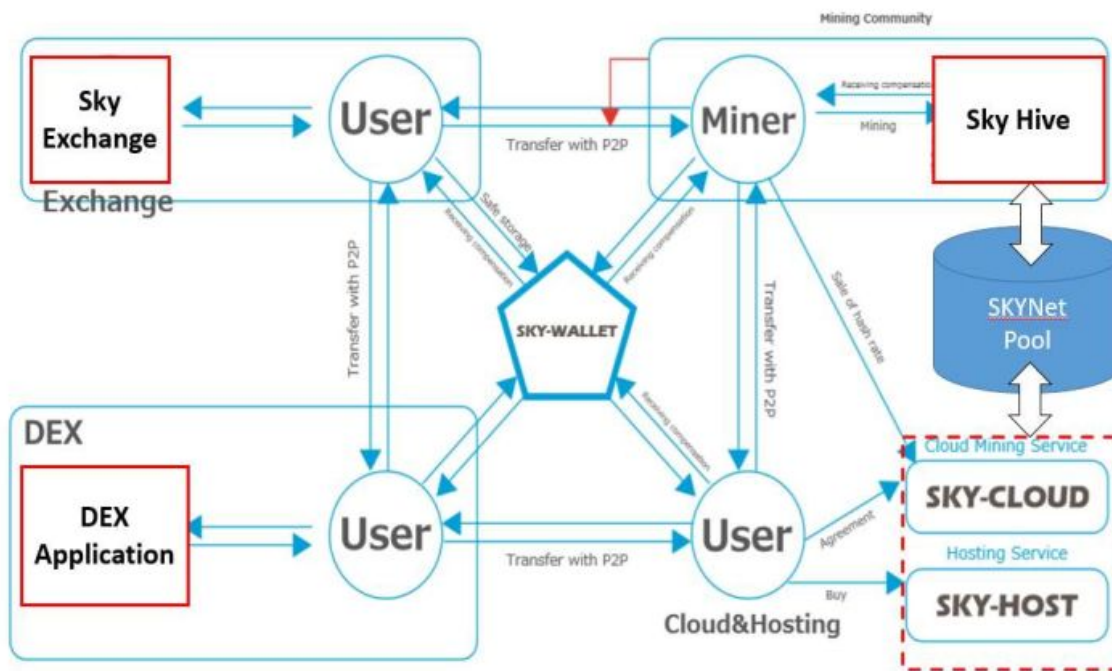 Mining Community
Sky
Exchange
Exchange
User
Transfer with P2P
Miner
Receiving compensation
Mining
Sky Hive
Safe storage
Receiving compensation
Receiving compensation
Transfer with P2P
SKY-WALLET
Transfer with P2P
Sale of hash rate
SKYNet
Pool
Receiving compensation
DEX
DEX
Application
User
Transfer with P2P
User
Cloud&Hosting
Agreement
Buy
Cloud Mining Service
SKY-CLOUD
Hosting Service
SKY-HOST